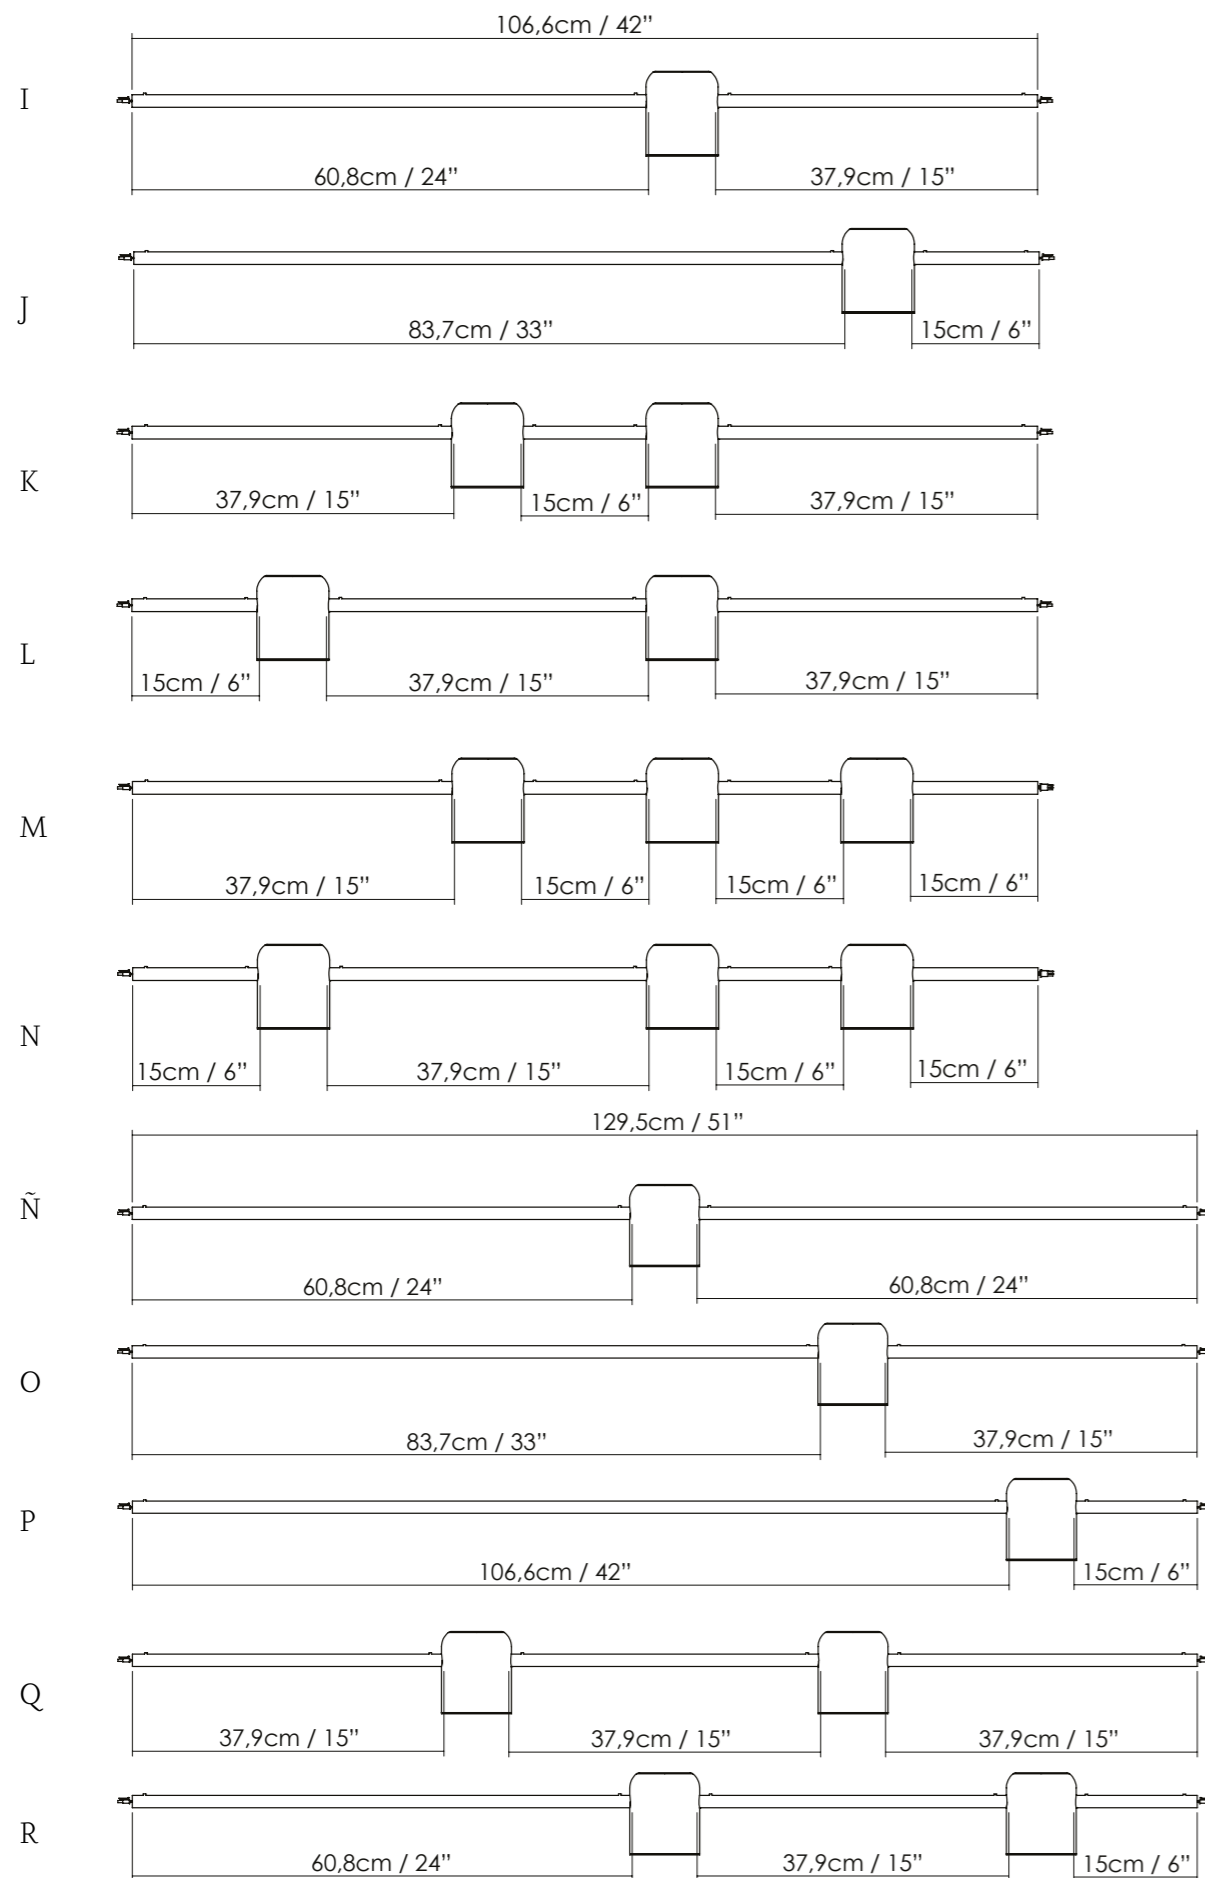 106,6cm / 42”
I
60,8cm / 24” 37,9cm / 15”
J
83,7cm / 33” 15cm / 6”
K
37,9cm / 15” 15cm / 6” 37,9cm / 15”
L
15cm / 6” 37,9cm / 15” 37,9cm / 15”
M
37,9cm / 15” 15cm / 6” 15cm / 6” 15cm / 6”
N
15cm / 6” 37,9cm / 15” 15cm / 6” 15cm / 6”
129,5cm / 51”
Ñ
60,8cm / 24” 60,8cm / 24”
O
83,7cm / 33” 37,9cm / 15”
P
106,6cm / 42” 15cm / 6”
Q
37,9cm / 15” 37,9cm / 15” 37,9cm / 15”
R
60,8cm / 24” 37,9cm / 15” 15cm / 6”